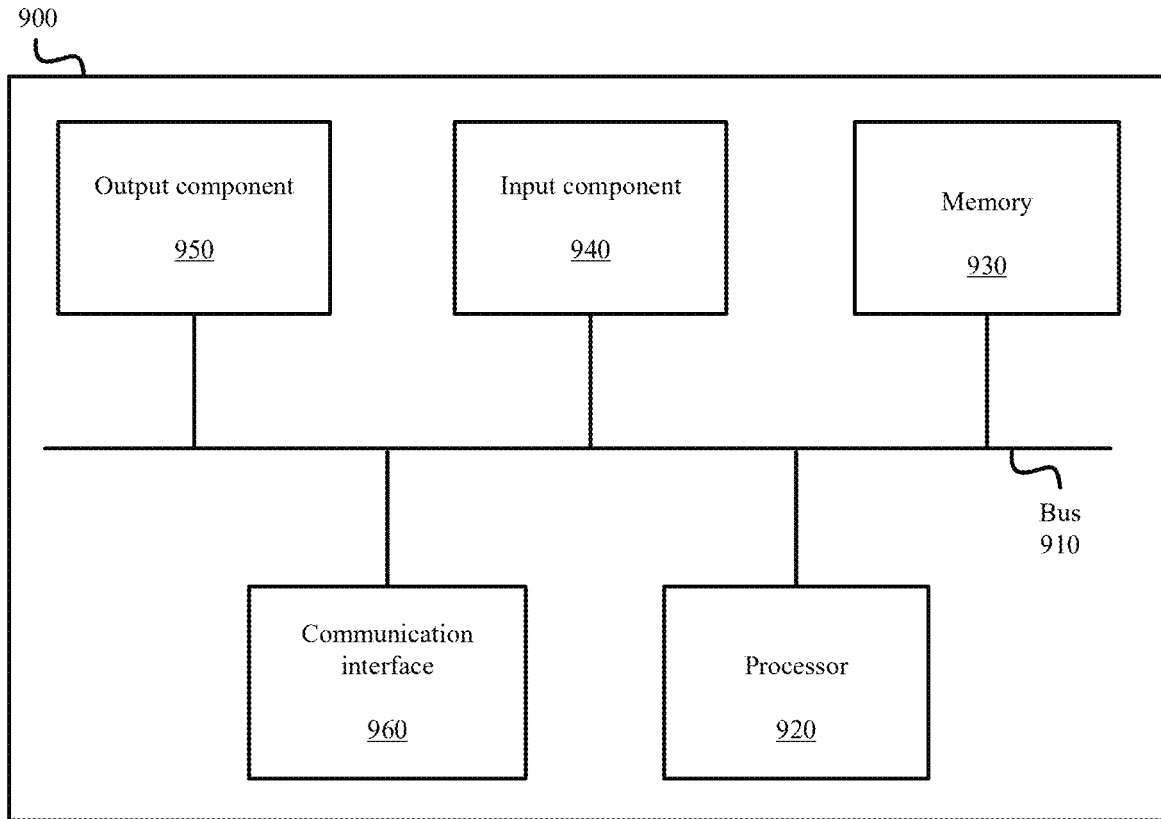 900
Output component
950
Input component
940
Memory
930
Bus
910
Communication
interface
960
Processor
920